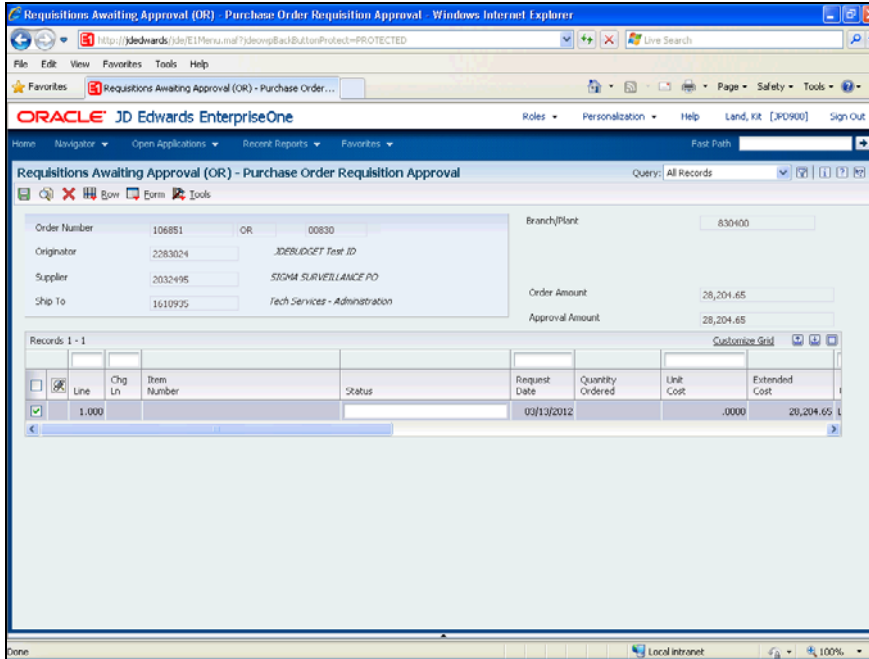 Requisitions Awaiting Approval (OR) - Purchase Order Requisition Approval - Windows Internet Explorer
http://jdedwards/jde/E1Menu.maf?jdeowpBackButtonProtect=PROTECTED
Live Search
File Edit View Favorites Tools Help
Favorites Requisitions Awaiting Approval (OR) - Purchase Order... Page Safety Tools
ORACLE JD Edwards EnterpriseOne Roles Personalization Help Land, Kit [JPD900] Sign Out
Home Navigator Open Applications Recent Reports Favorites Fast Path
Requisitions Awaiting Approval (OR) - Purchase Order Requisition Approval Query: All Records
Row Form Tools
Order Number 106851 OR 00830 Branch/Plant 830400
Originator 2283024 JDEBUDGET Test ID
Supplier 2032495 SIGMA SURVEILLANCE PO
Order Amount 28,204.65
Ship To 1610935 Tech Services - Administration
Approval Amount 28,204.65
Records 1 - 1 Customize Grid
Line Chg Ln Item Number Status Request Date Quantity Ordered Unit Cost Extended Cost
1.000 03/13/2012 .0000 28,204.65 L
Done Local intranet 100%